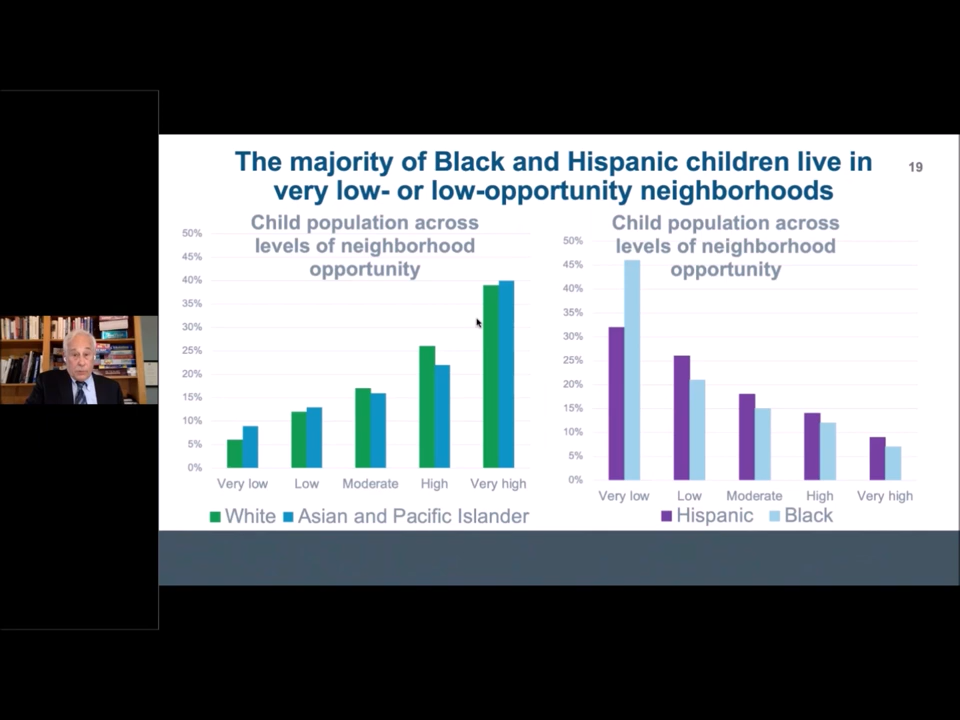 The majority of Black and Hispanic children live in
very low- or low-opportunity neighborhoods
19
Child population across
levels of neighborhood
opportunity
50%
45%
40%
35%
30%
25%
20%
15%
10%
5%
0%
Very low Low Moderate High Very high
White Asian and Pacific Islander
Child population across
levels of neighborhood
opportunity
50%
45%
40%
35%
30%
25%
20%
15%
10%
5%
0%
Very low Low Moderate High Very high
Hispanic Black